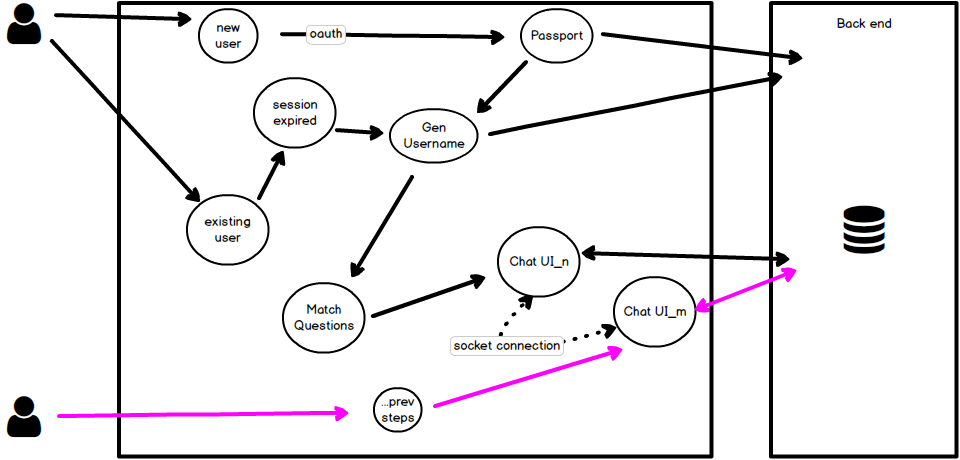 new
user
oauth
Passport
Back end
session
expired
Gen
Username
existing
user
Chat UI_n
Match
Questions
Chat UI_m
socket connection
...prev
steps